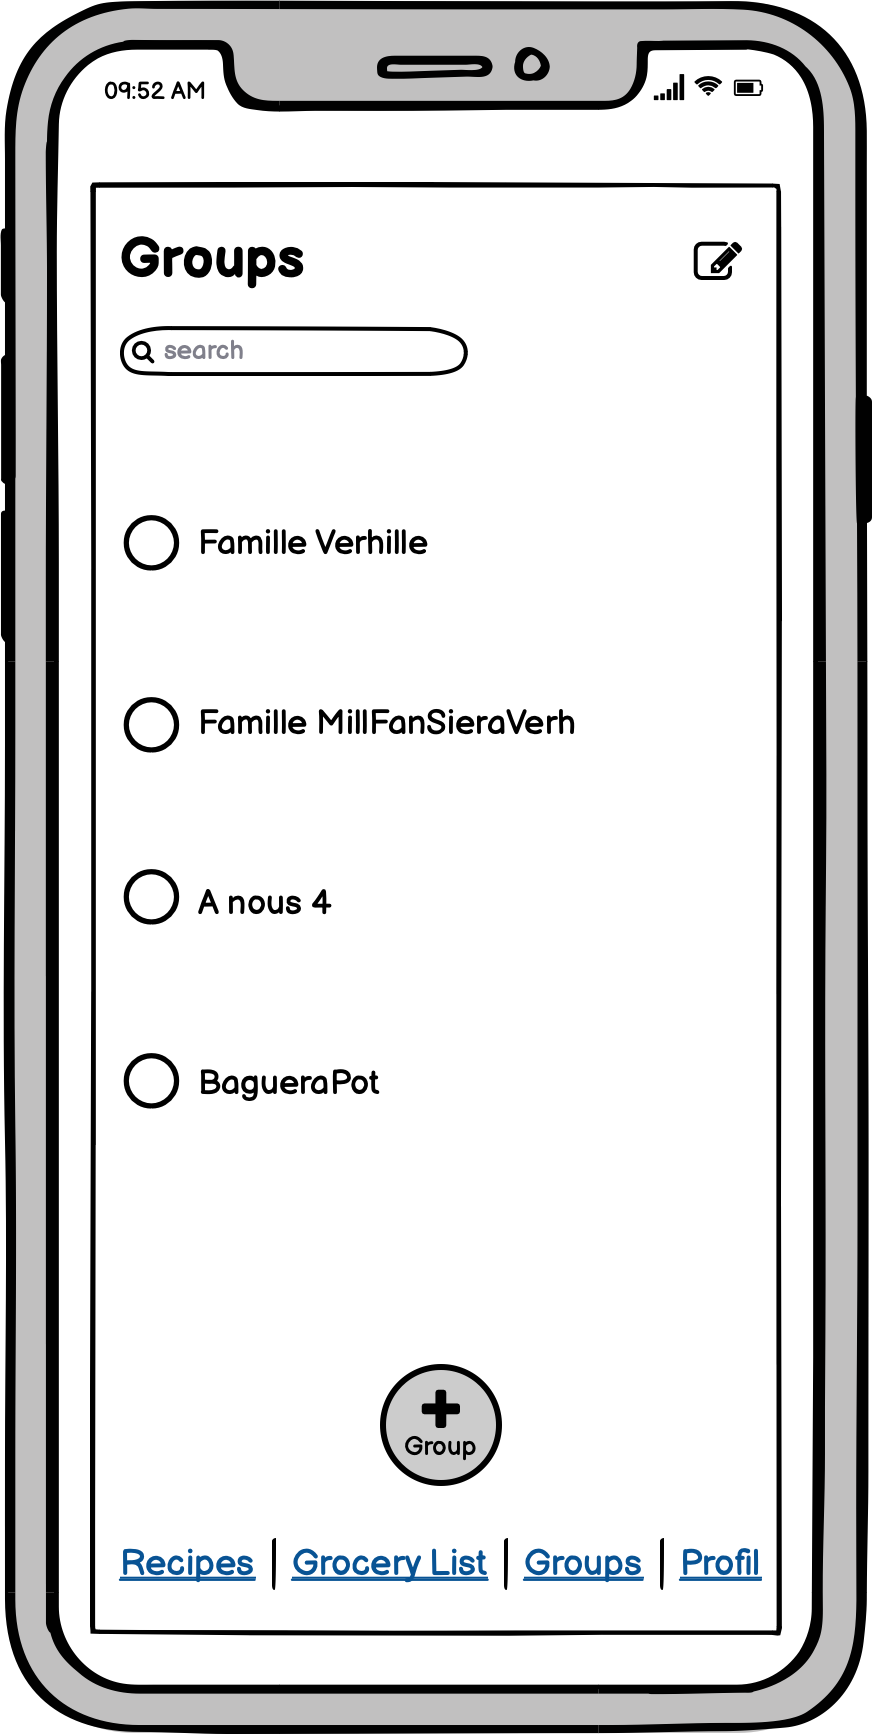 09:52 AM
Groups
search
Famille Verhille
Famille MillFanSieraVerh
A nous 4
BagueraPot
Group
Recipes | Grocery List | Groups | Profil